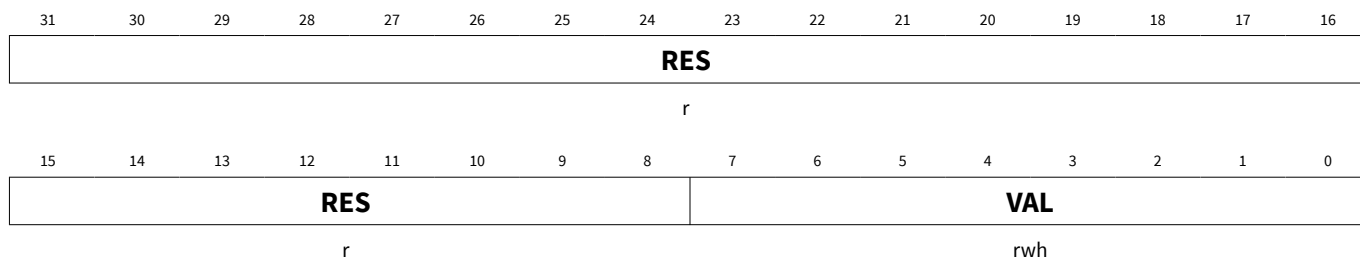 31 30 29 28 27 26 25 24 23 22 21 20 19 18 17 16
RES
r
15 14 13 12 11 10 9 8 7 6 5 4 3 2 1 0
RES VAL
r rwh